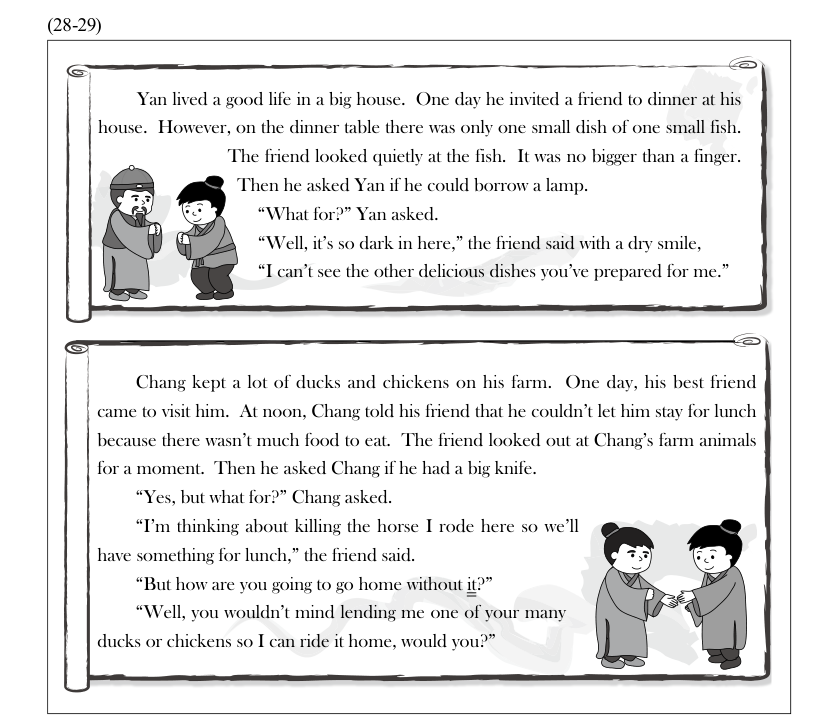 (28-29)
Yan lived a good life in a big house. One day he invited a friend to dinner at his
house. However, on the dinner table there was only one small dish of one small fish.
The friend looked quietly at the fish. It was no bigger than a finger.
Then he asked Yan if he could borrow a lamp.
“What for?” Yan asked.
“Well, it’s so dark in here,” the friend said with a dry smile,
“I can’t see the other delicious dishes you’ve prepared for me.”
Chang kept a lot of ducks and chickens on his farm. One day, his best friend
came to visit him. At noon, Chang told his friend that he couldn’t let him stay for lunch
because there wasn’t much food to eat. The friend looked out at Chang’s farm animals
for a moment. Then he asked Chang if he had a big knife.
“Yes, but what for?” Chang asked.
“I’m thinking about killing the horse I rode here so we’ll
have something for lunch,” the friend said.
“But how are you going to go home without it?”
“Well, you wouldn’t mind lending me one of your many
ducks or chickens so I can ride it home, would you?”